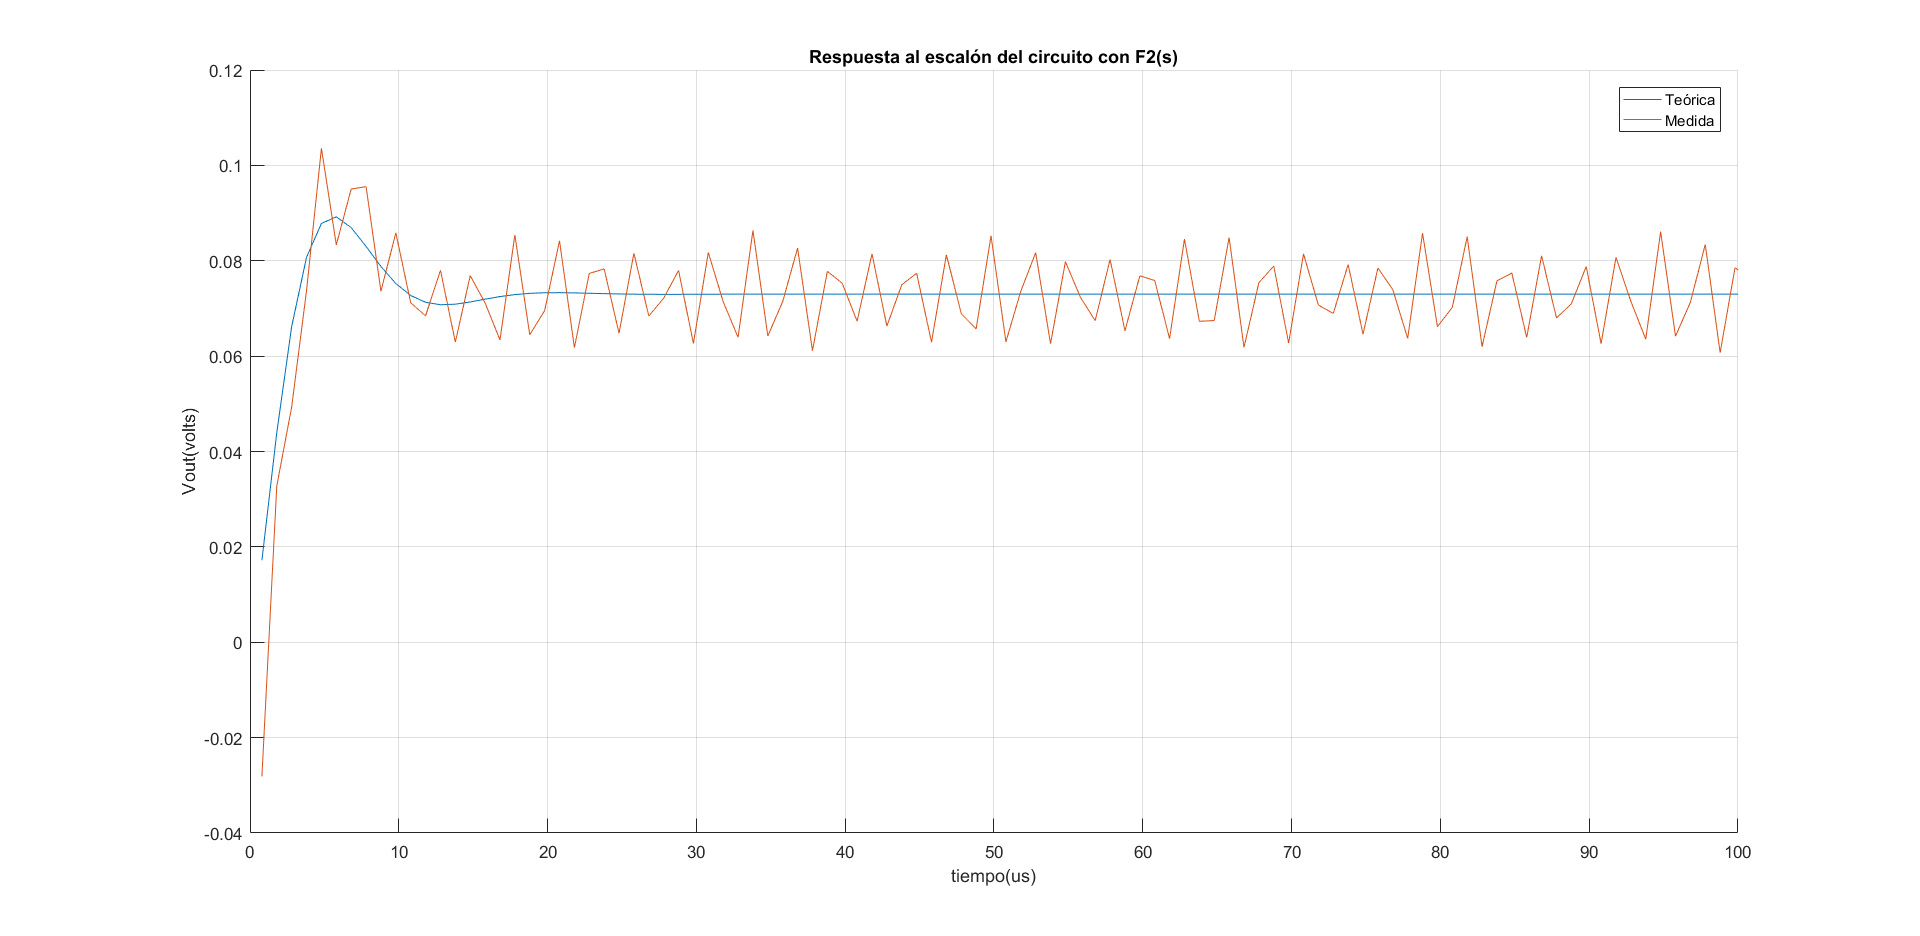 Respuesta al escalón del circuito con F2(s)
Teórica
Medida
0.12
0.1
0.08
0.06
0.04
0.02
0
-0.02
-0.04
Vout(volts)
0 10 20 30 40 50 60 70 80 90 100
tiempo(us)